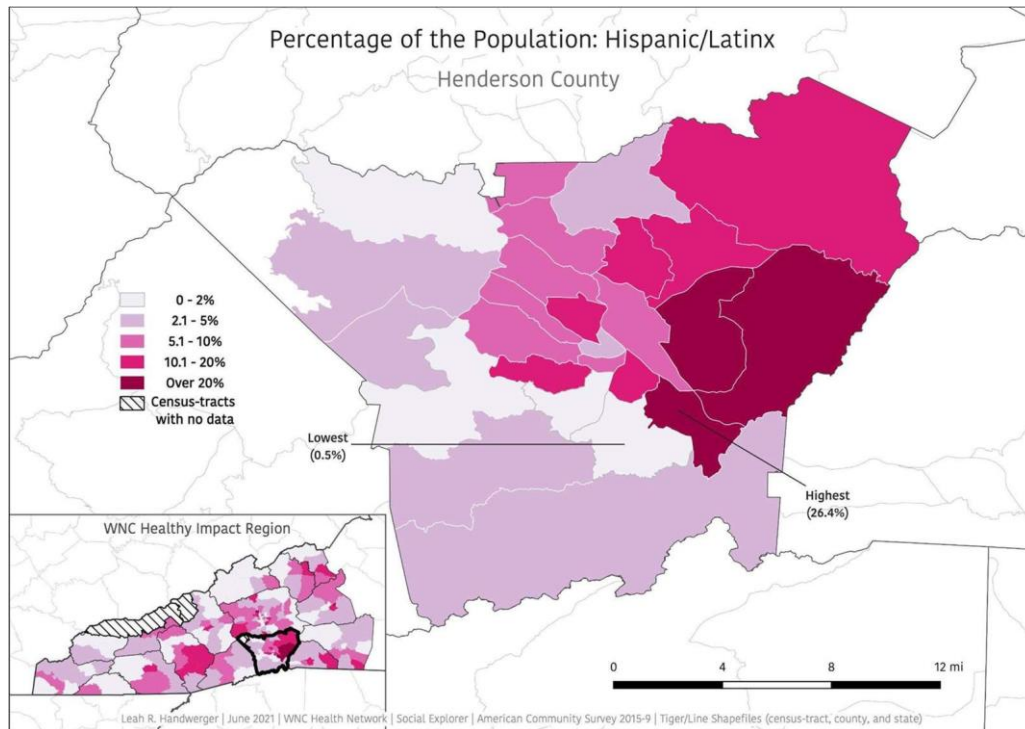 Percentage of the Population: Hispanic/Latinx
Henderson County
0 - 2%
2.1 - 5%
5.1 - 10%
10.1 - 20%
Over 20%
Census-tracts
with no data
Lowest
(0.5%)
Highest
(26.4%)
WNC Healthy Impact Region
0 4 8 12 mi
Leah R. Handwerger | June 2021 | WNC Health Network | Social Explorer | American Community Survey 2015-9 | Tiger/Line Shapefiles (census-tract, county, and state)